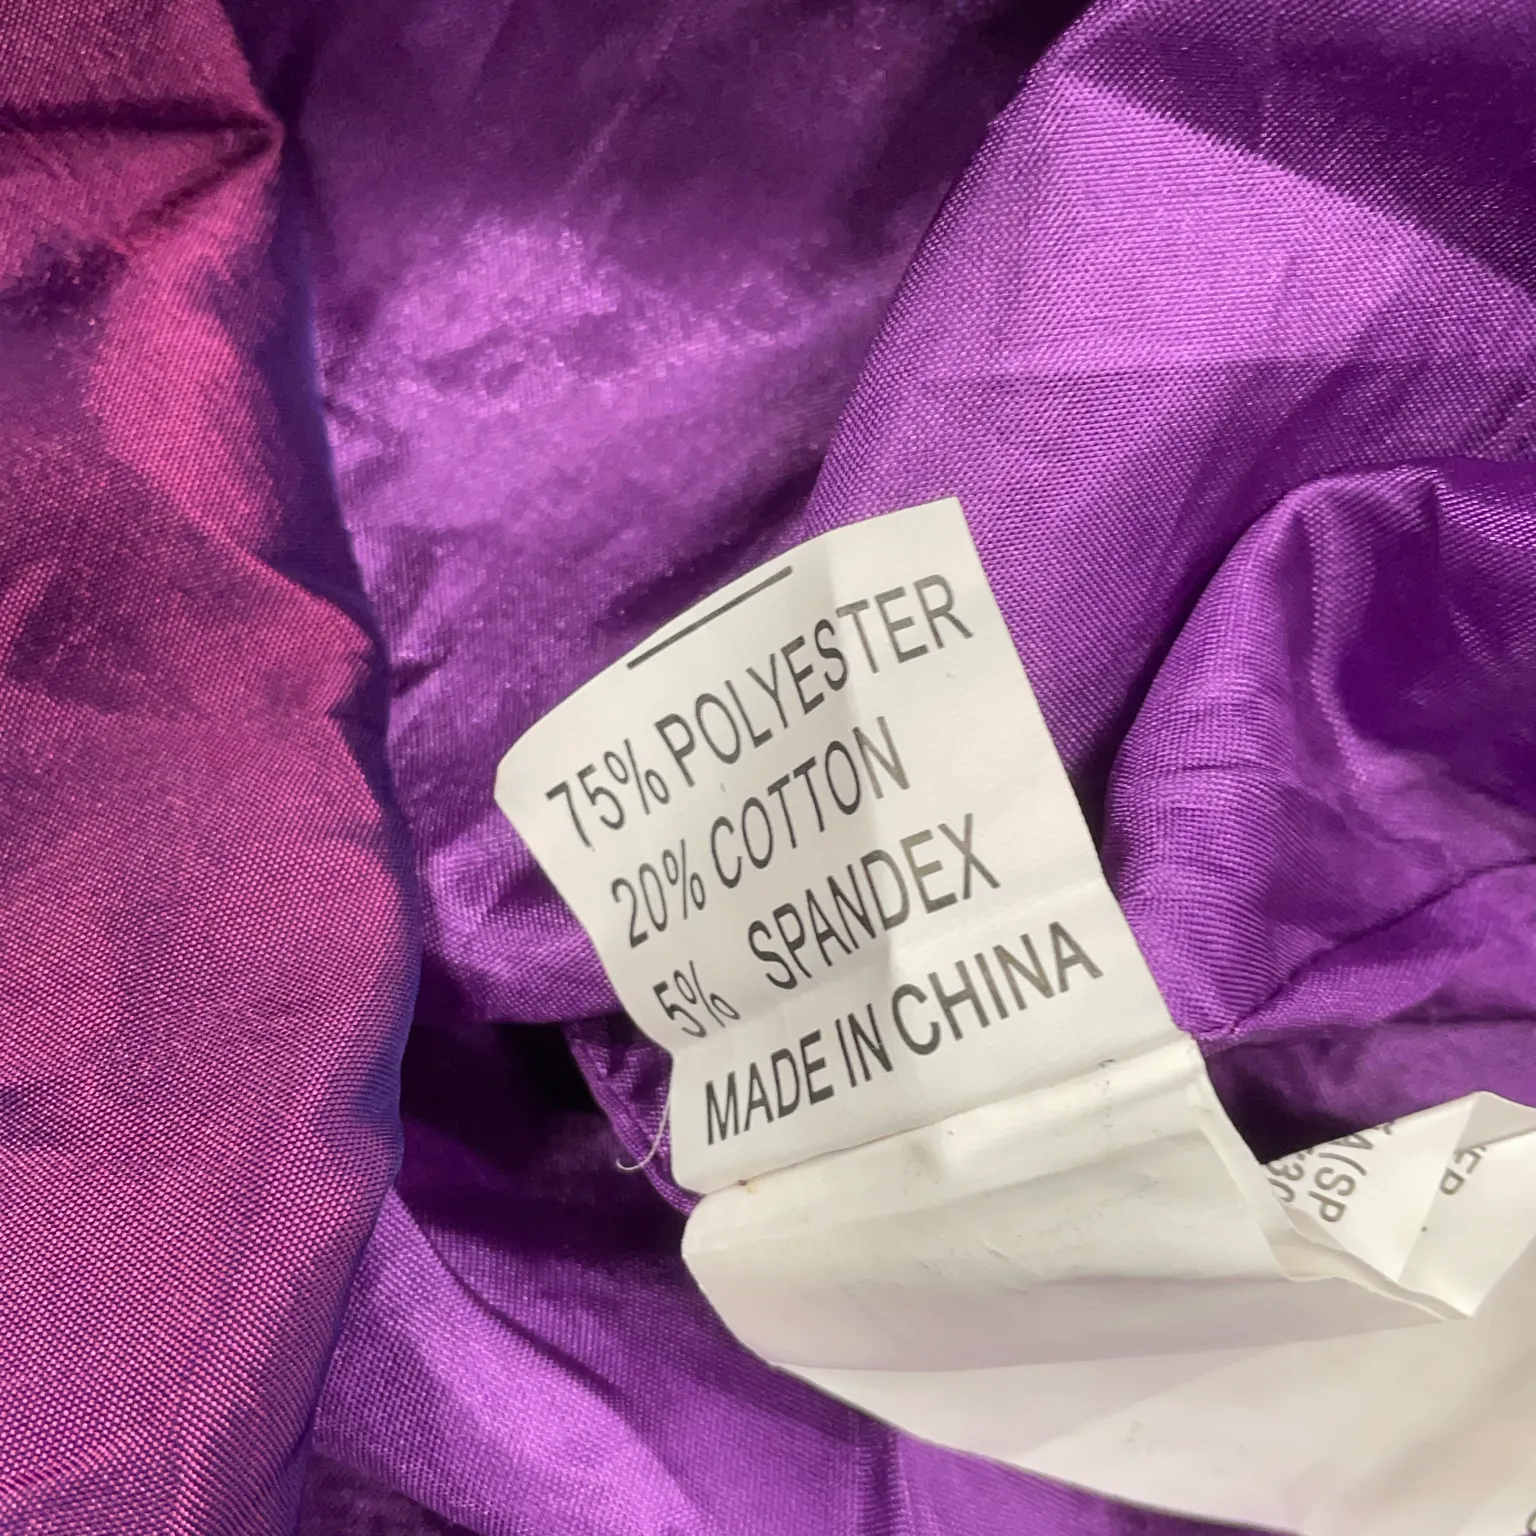 75% POLYESTER
20% COTTON
5% SPANDEX
MADE IN CHINA